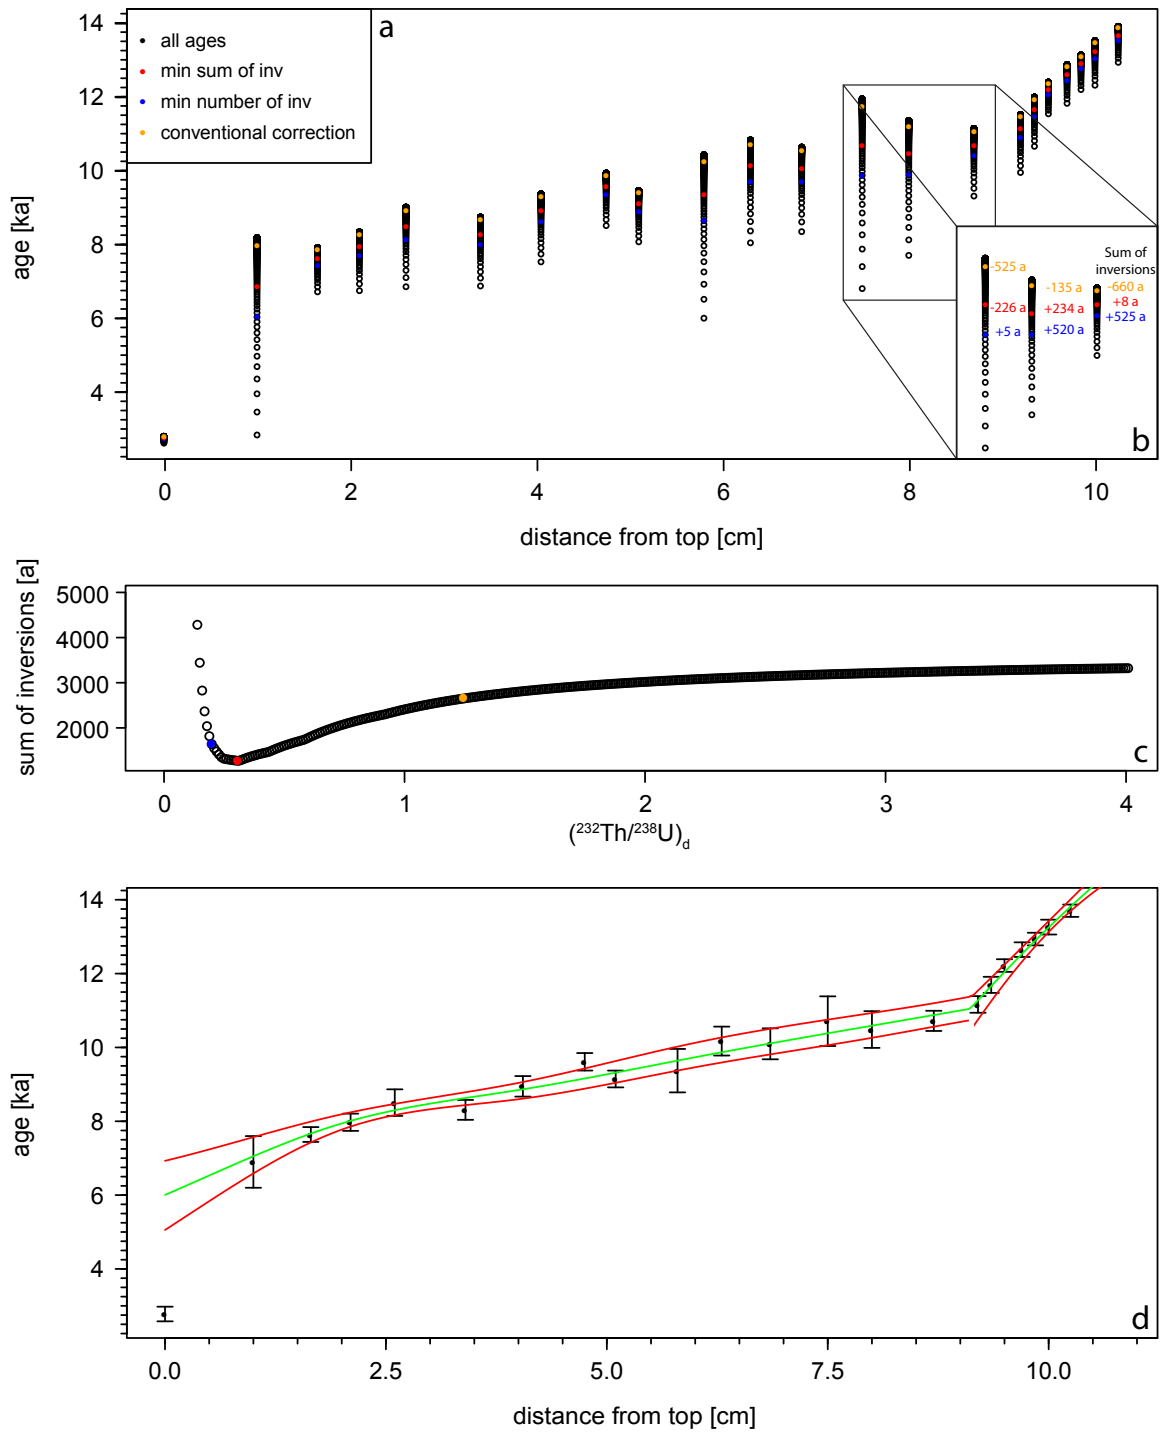 a
all ages
min sum of inv
min number of inv
conventional correction
14
12
10
8
6
4
age [ka]
Sum of
inversions
-525 a
-135 a
-660 a
-226 a
+234 a
+8 a
+5 a
+520 a
+525 a
b
0
2
4
6
8
10
distance from top [cm]
5000
4000
3000
2000
sum of inversions [a]
c
0
1
2
3
4
(²³²Th/²³⁸U)d
14
12
10
8
6
4
age [ka]
d
0.0
2.5
5.0
7.5
10.0
distance from top [cm]